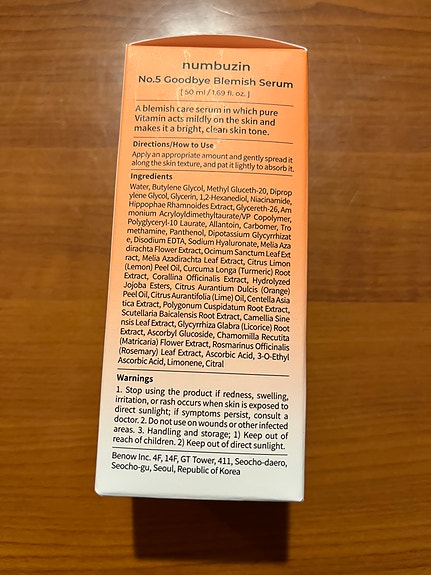 numbuzin
No.5 Goodbye Blemish Serum
[ 50 ml / 1.69 fl. oz. ]
A blemish care serum in which pure
Vitamin acts mildly on the skin and
makes it a bright, clean skin tone.
Directions/How to Use
Apply an appropriate amount and gently spread it
along the skin texture, and pat it lightly to absorb it.
Ingredients
Water, Butylene Glycol, Methyl Gluceth-20, Diprop
ylene Glycol, Glycerin, 1,2-Hexanediol, Niacinamide,
Hippophae Rhamnoides Extract, Glycereth-26, Am
monium Acryloyldimethyltaurate/VP Copolymer,
Polyglyceryl-10 Laurate, Allantoin, Carbomer, Tro
methamine, Panthenol, Dipotassium Glycyrrhizat
e, Disodium EDTA, Sodium Hyaluronate, Melia Aza
dirachta Flower Extract, Ocimum Sanctum Leaf Ext
ract, Melia Azadirachta Leaf Extract, Citrus Limon
(Lemon) Peel Oil, Curcuma Longa (Turmeric) Root
Extract, Corallina Officinalis Extract, Hydrolyzed
Jojoba Esters, Citrus Aurantium Dulcis (Orange)
Peel Oil, Citrus Aurantifolia (Lime) Oil, Centella Asia
tica Extract, Polygonum Cuspidatum Root Extract,
Scutellaria Baicalensis Root Extract, Camellia Sine
nsis Leaf Extract, Glycyrrhiza Glabra (Licorice) Root
Extract, Ascorbyl Glucoside, Chamomilla Recutita
(Matricaria) Flower Extract, Rosmarinus Officinalis
(Rosemary) Leaf Extract, Ascorbic Acid, 3-O-Ethyl
Ascorbic Acid, Limonene, Citral
Warnings
1. Stop using the product if redness, swelling,
irritation, or rash occurs when skin is exposed to
direct sunlight; if symptoms persist, consult a
doctor. 2. Do not use on wounds or other infected
areas. 3. Handling and storage; 1) Keep out of
reach of children. 2) Keep out of direct sunlight.
Benow Inc. 4F, 14F, GT Tower, 411, Seocho-daero,
Seocho-gu, Seoul, Republic of Korea